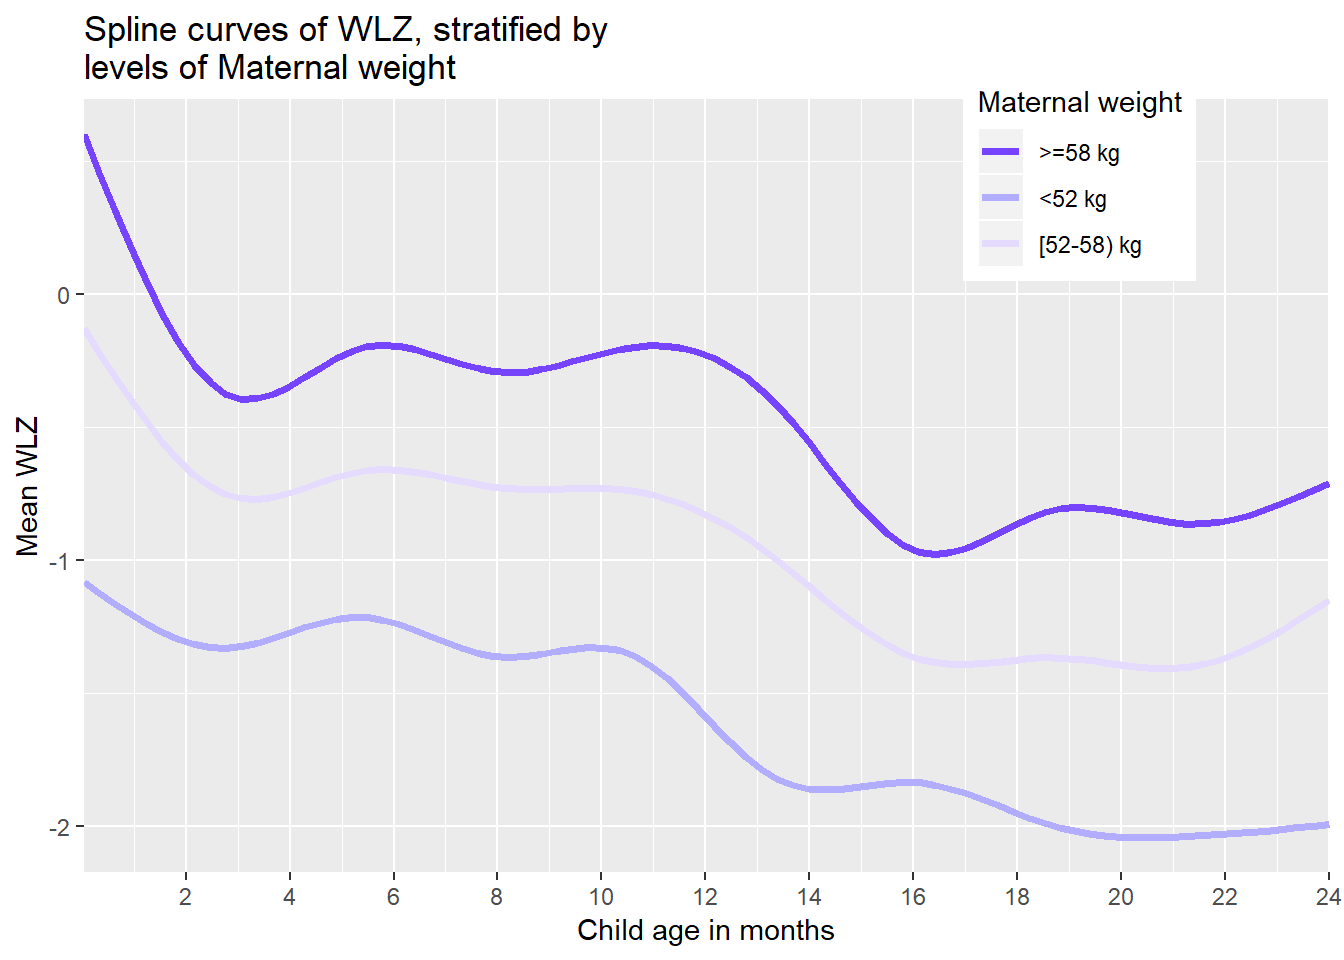 Spline curves of WLZ, stratified by
levels of Maternal weight
Maternal weight
>=58 kg
<52 kg
[52-58) kg
Mean WLZ
0
-1
-2
2 4 6 8 10 12 14 16 18 20 22 24
Child age in months